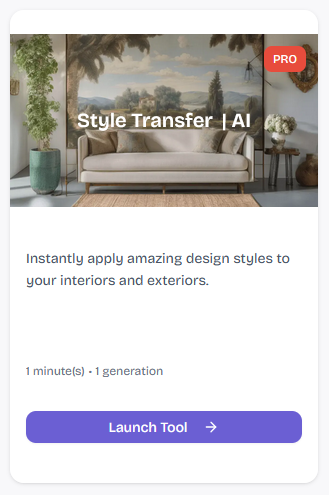 PRO
Style Transfer | AI
Instantly apply amazing design styles to
your interiors and exteriors.
1 minute(s) • 1 generation
Launch Tool →